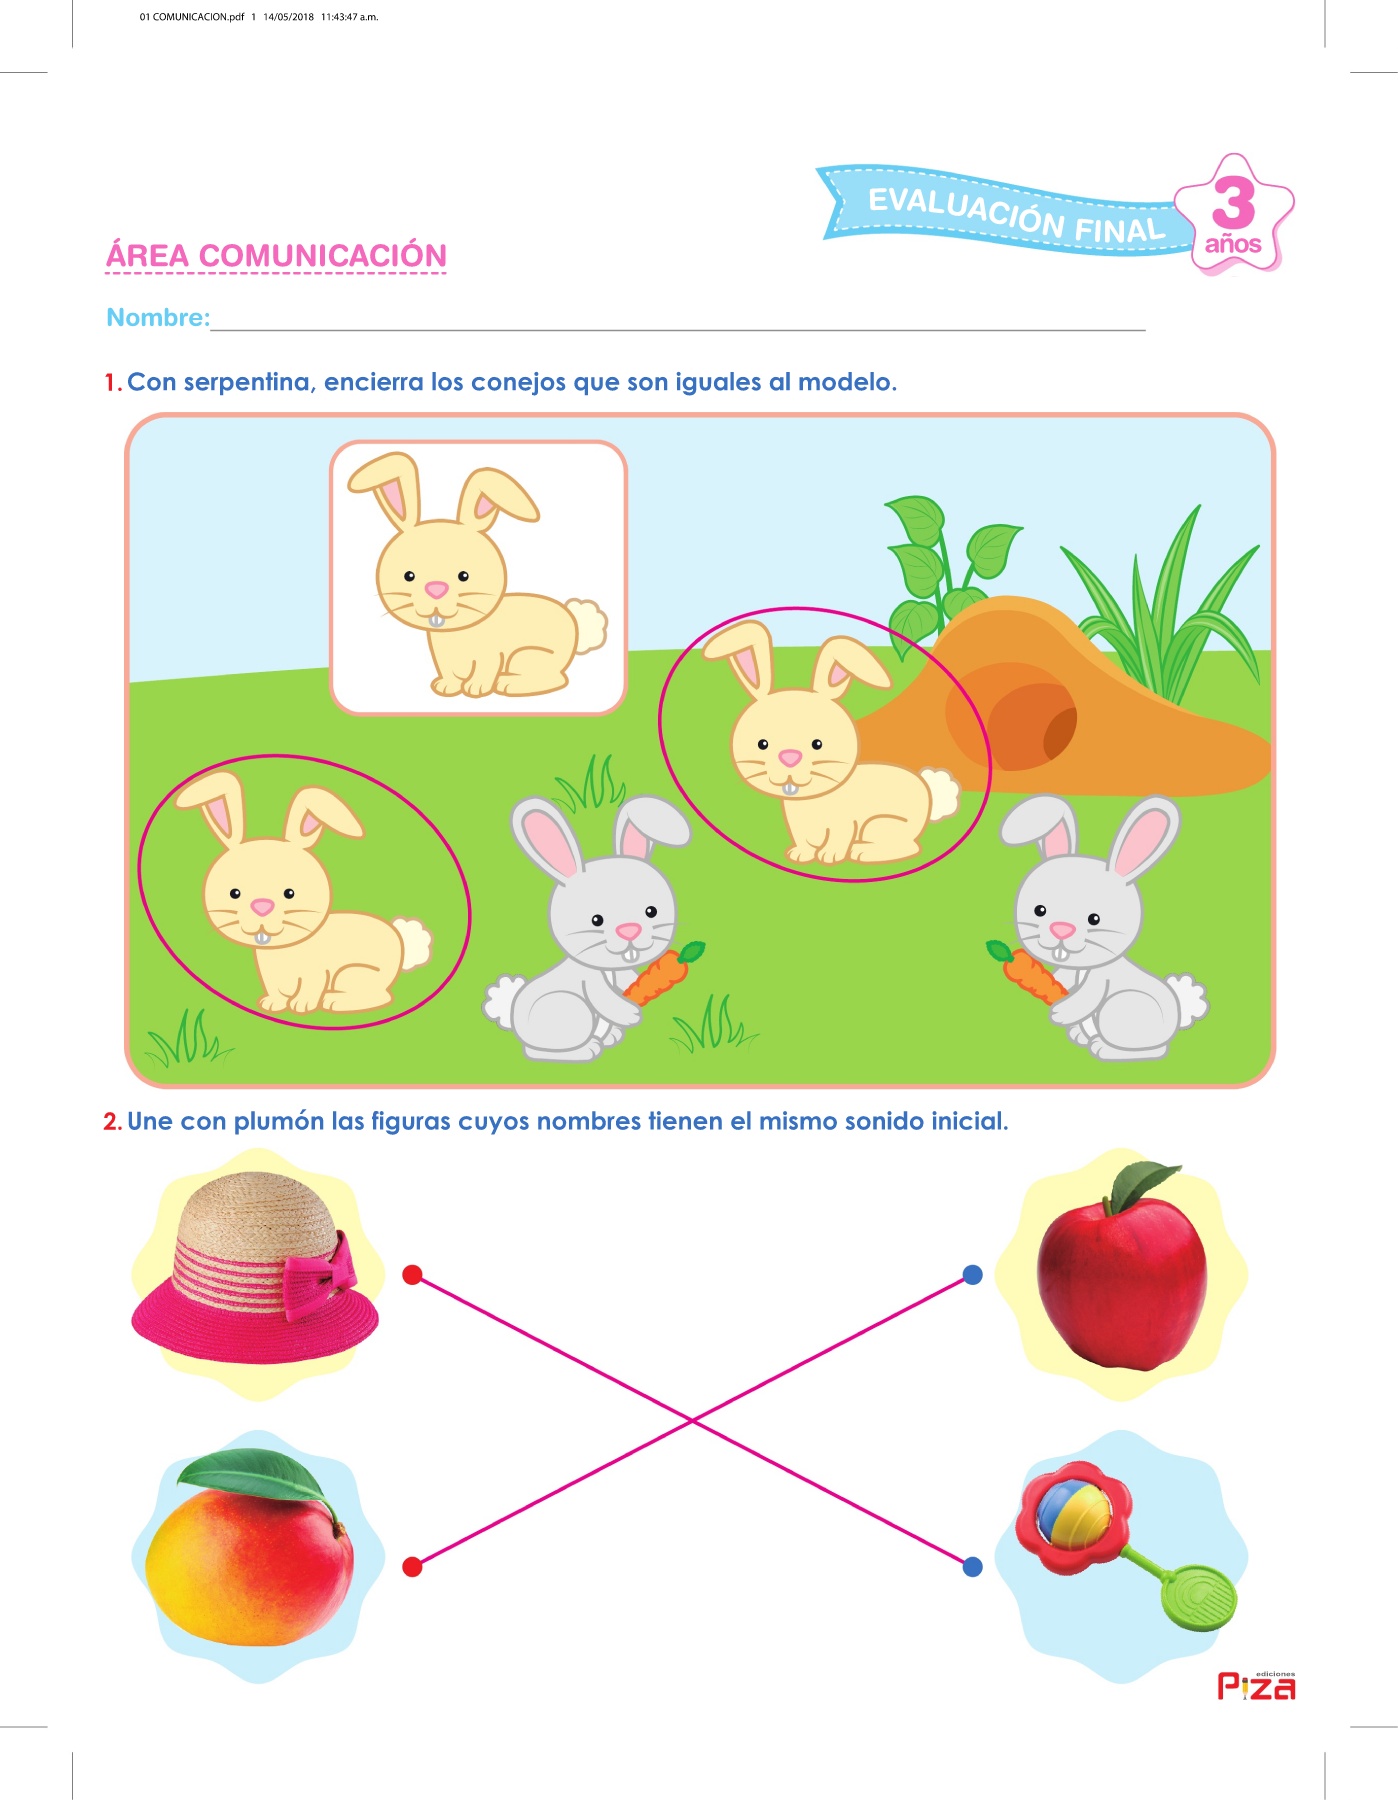 01 COMUNICACION.pdf 1 14/05/2018 11:43:47 a.m.
EVALUACIÓN FINAL
3
años
ÁREA COMUNICACIÓN
Nombre:
1. Con serpentina, encierra los conejos que son iguales al modelo.
2. Une con plumón las figuras cuyos nombres tienen el mismo sonido inicial.
ediciones
Piza